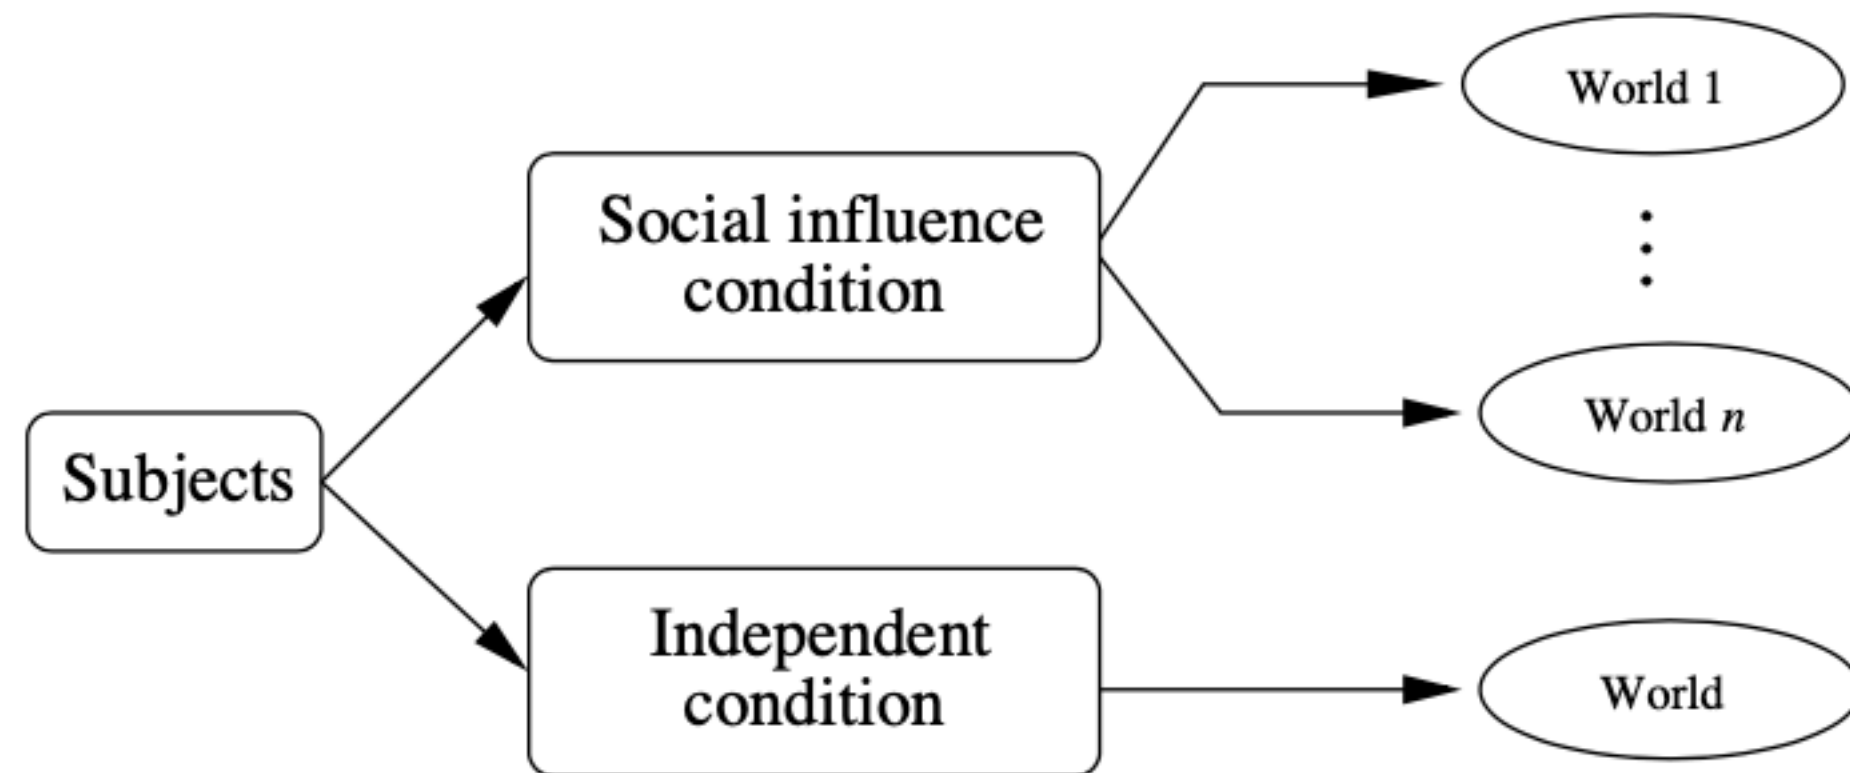 World 1
Social influence
condition
World n
Subjects
Independent
condition
World